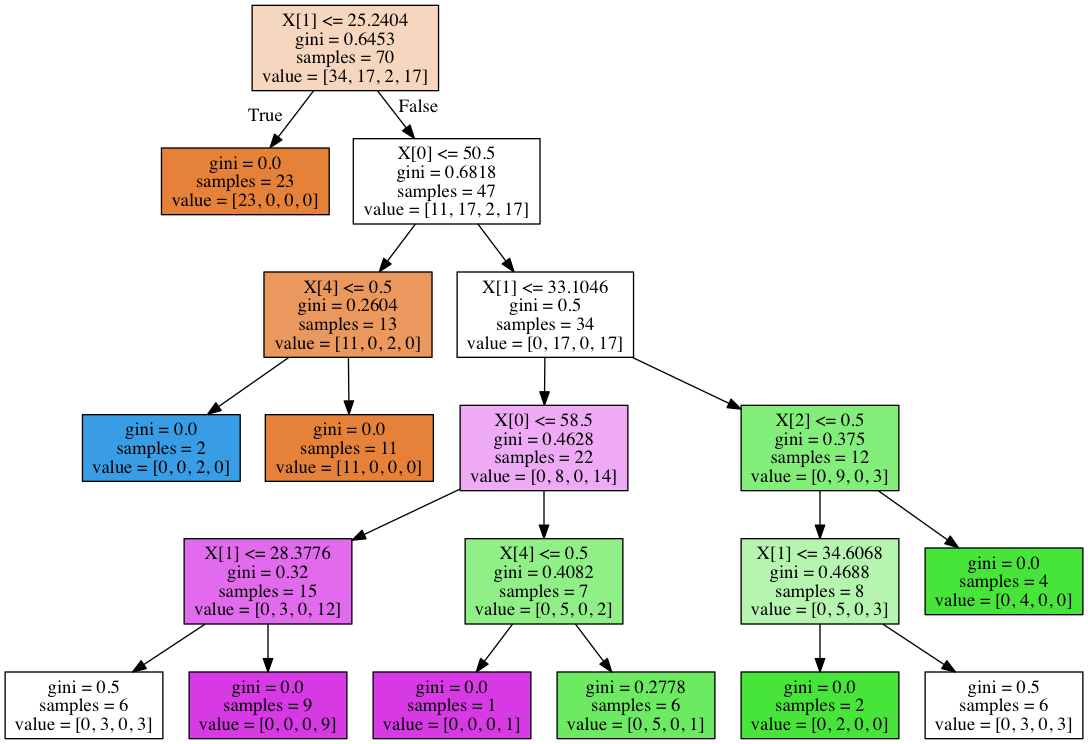 X[1] <= 25.2404
gini = 0.6453
samples = 70
value = [34, 17, 2, 17]
True
False
gini = 0.0
samples = 23
value = [23, 0, 0, 0]
X[0] <= 50.5
gini = 0.6818
samples = 47
value = [11, 17, 2, 17]
X[4] <= 0.5
gini = 0.2604
samples = 13
value = [11, 0, 2, 0]
X[1] <= 33.1046
gini = 0.5
samples = 34
value = [0, 17, 0, 17]
gini = 0.0
samples = 2
value = [0, 0, 2, 0]
gini = 0.0
samples = 11
value = [11, 0, 0, 0]
X[0] <= 58.5
gini = 0.4628
samples = 22
value = [0, 8, 0, 14]
X[2] <= 0.5
gini = 0.375
samples = 12
value = [0, 9, 0, 3]
X[1] <= 28.3776
gini = 0.32
samples = 15
value = [0, 3, 0, 12]
X[4] <= 0.5
gini = 0.4082
samples = 7
value = [0, 5, 0, 2]
X[1] <= 34.6068
gini = 0.4688
samples = 8
value = [0, 5, 0, 3]
gini = 0.0
samples = 4
value = [0, 4, 0, 0]
gini = 0.5
samples = 6
value = [0, 3, 0, 3]
gini = 0.0
samples = 9
value = [0, 0, 0, 9]
gini = 0.0
samples = 1
value = [0, 0, 0, 1]
gini = 0.2778
samples = 6
value = [0, 5, 0, 1]
gini = 0.0
samples = 2
value = [0, 2, 0, 0]
gini = 0.5
samples = 6
value = [0, 3, 0, 3]